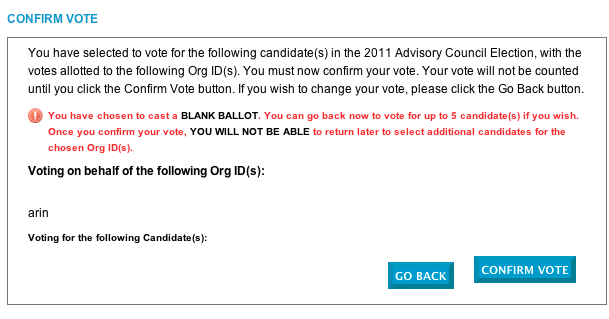 CONFIRM VOTE
You have selected to vote for the following candidate(s) in the 2011 Advisory Council Election, with the
votes allotted to the following Org ID(s). You must now confirm your vote. Your vote will not be counted
until you click the Confirm Vote button. If you wish to change your vote, please click the Go Back button.
You have chosen to cast a BLANK BALLOT. You can go back now to vote for up to 5 candidate(s) if you wish.
Once you confirm your vote, YOU WILL NOT BE ABLE to return later to select additional candidates for the
chosen Org ID(s).
Voting on behalf of the following Org ID(s):
arin
Voting for the following Candidate(s):
GO BACK CONFIRM VOTE